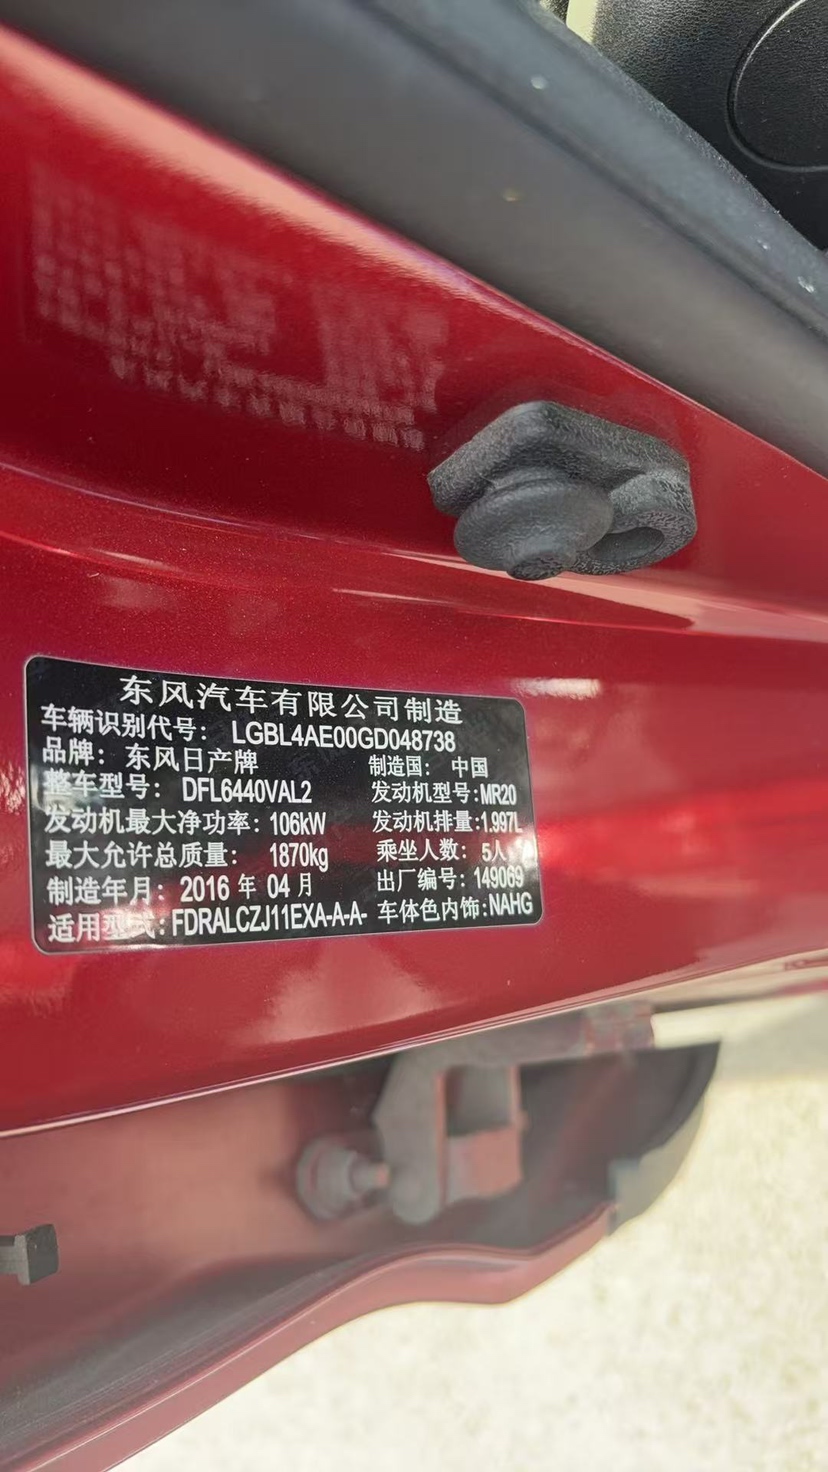 东风汽车有限公司制造
车辆识别代号: LGBL4AE00GD048738
品牌: 东风日产牌 制造国: 中国
整车型号: DFL6440VAL2 发动机型号:MR20
发动机最大净功率: 106kW 发动机排量:1.997L
最大允许总质量: 1870kg 乘坐人数: 5人
制造年月: 2016 年 04 月 出厂编号: 149069
适用型式:FDRALCZJ11EXA-A-A- 车体色内饰:NAHG